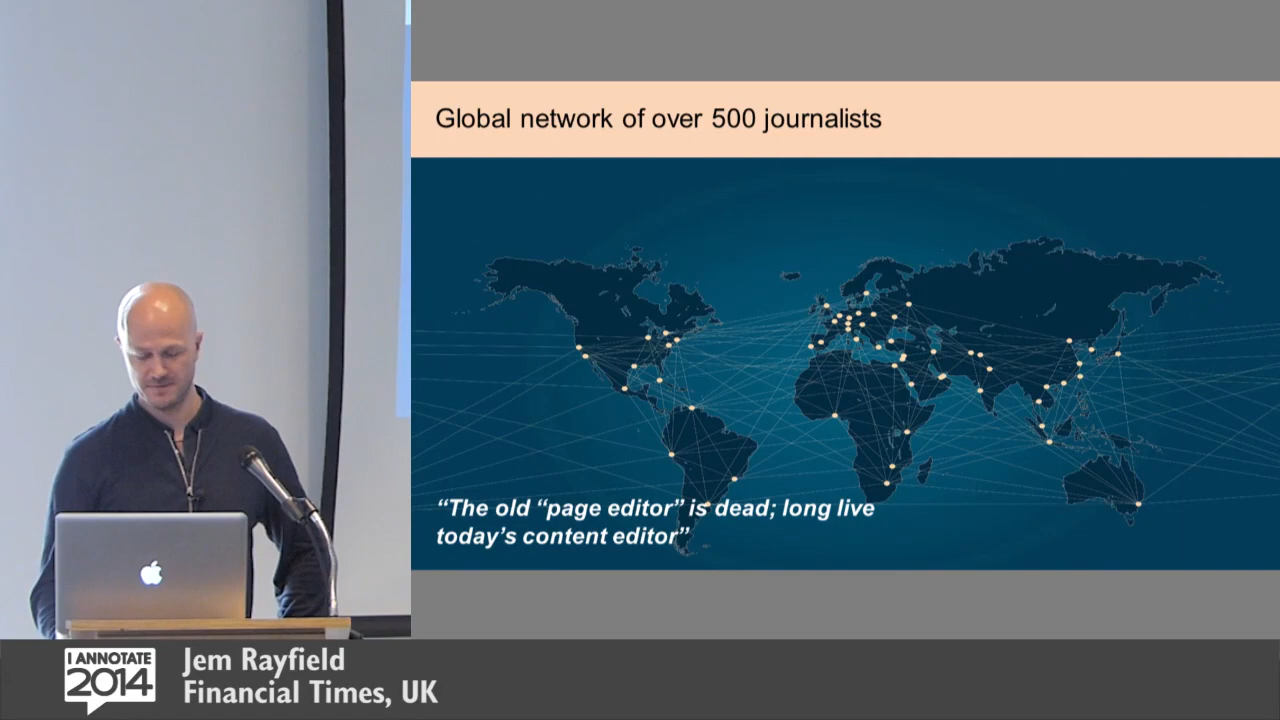 Global network of over 500 journalists
“The old “page editor” is dead; long live
today’s content editor”
I ANNOTATE
2014
Jem Rayfield
Financial Times, UK